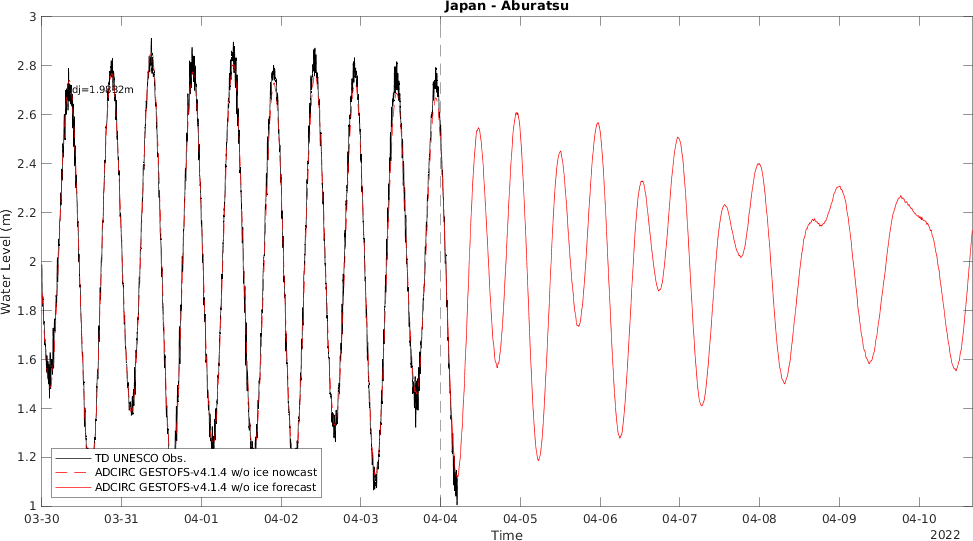 Japan - Aburatsu
3
2.8
2.6
2.4
2.2
2
1.8
1.6
1.4
1.2
1
Water Level (m)
TD UNESCO Obs.
ADCIRC GESTOFS-v4.1.4 w/o ice nowcast
ADCIRC GESTOFS-v4.1.4 w/o ice forecast
03-30 03-31 04-01 04-02 04-03 04-04 04-05 04-06 04-07 04-08 04-09 04-10
Time
2022